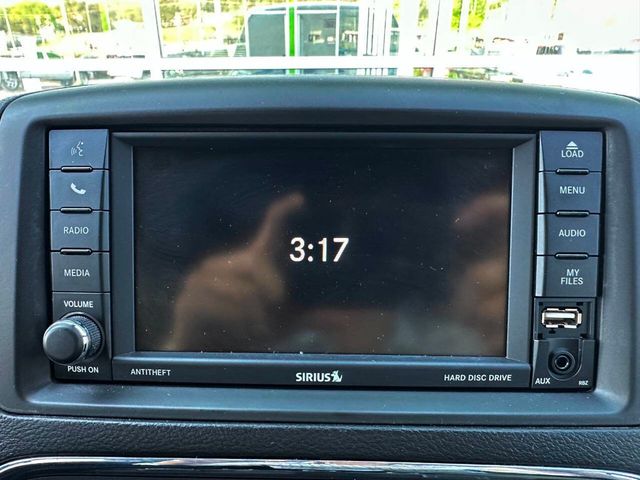 LOAD
MENU
RADIO
AUDIO
MEDIA
MY
FILES
3:17
VOLUME
PUSH ON
ANTITHEFT
SIRIUS
HARD DISC DRIVE
AUX
RBZ